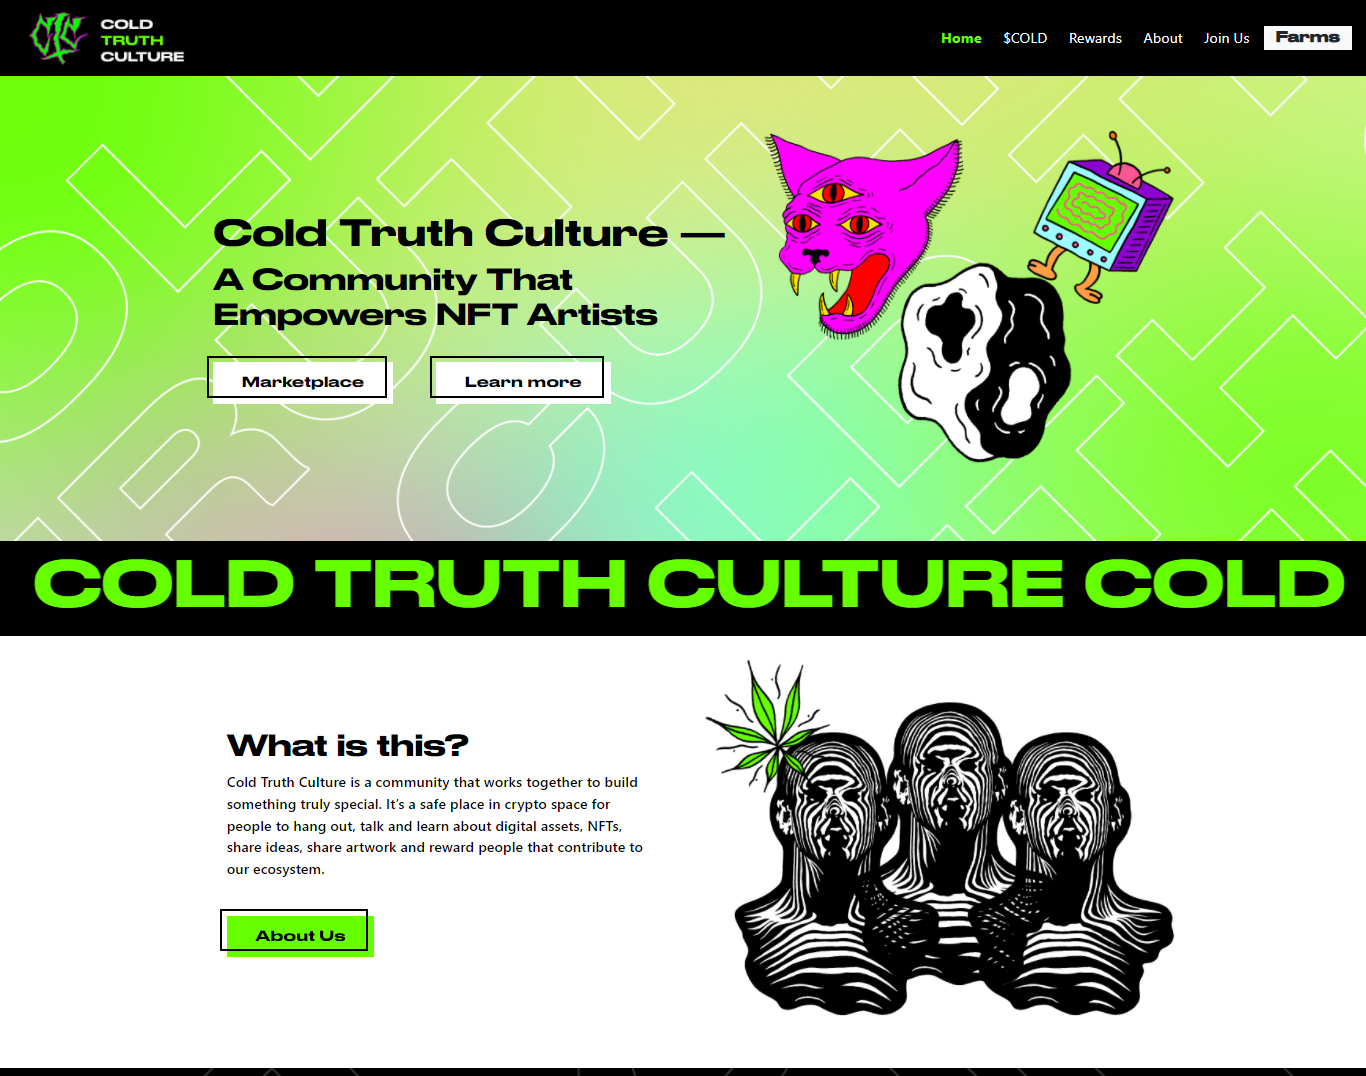 COLD
TRUTH
CULTURE
Home $COLD Rewards About Join Us Farms
Cold Truth Culture —
A Community That
Empowers NFT Artists
Marketplace Learn more
COLD TRUTH CULTURE COLD
What is this?
Cold Truth Culture is a community that works together to build
something truly special. It’s a safe place in crypto space for
people to hang out, talk and learn about digital assets, NFTs,
share ideas, share artwork and reward people that contribute to
our ecosystem.
About Us